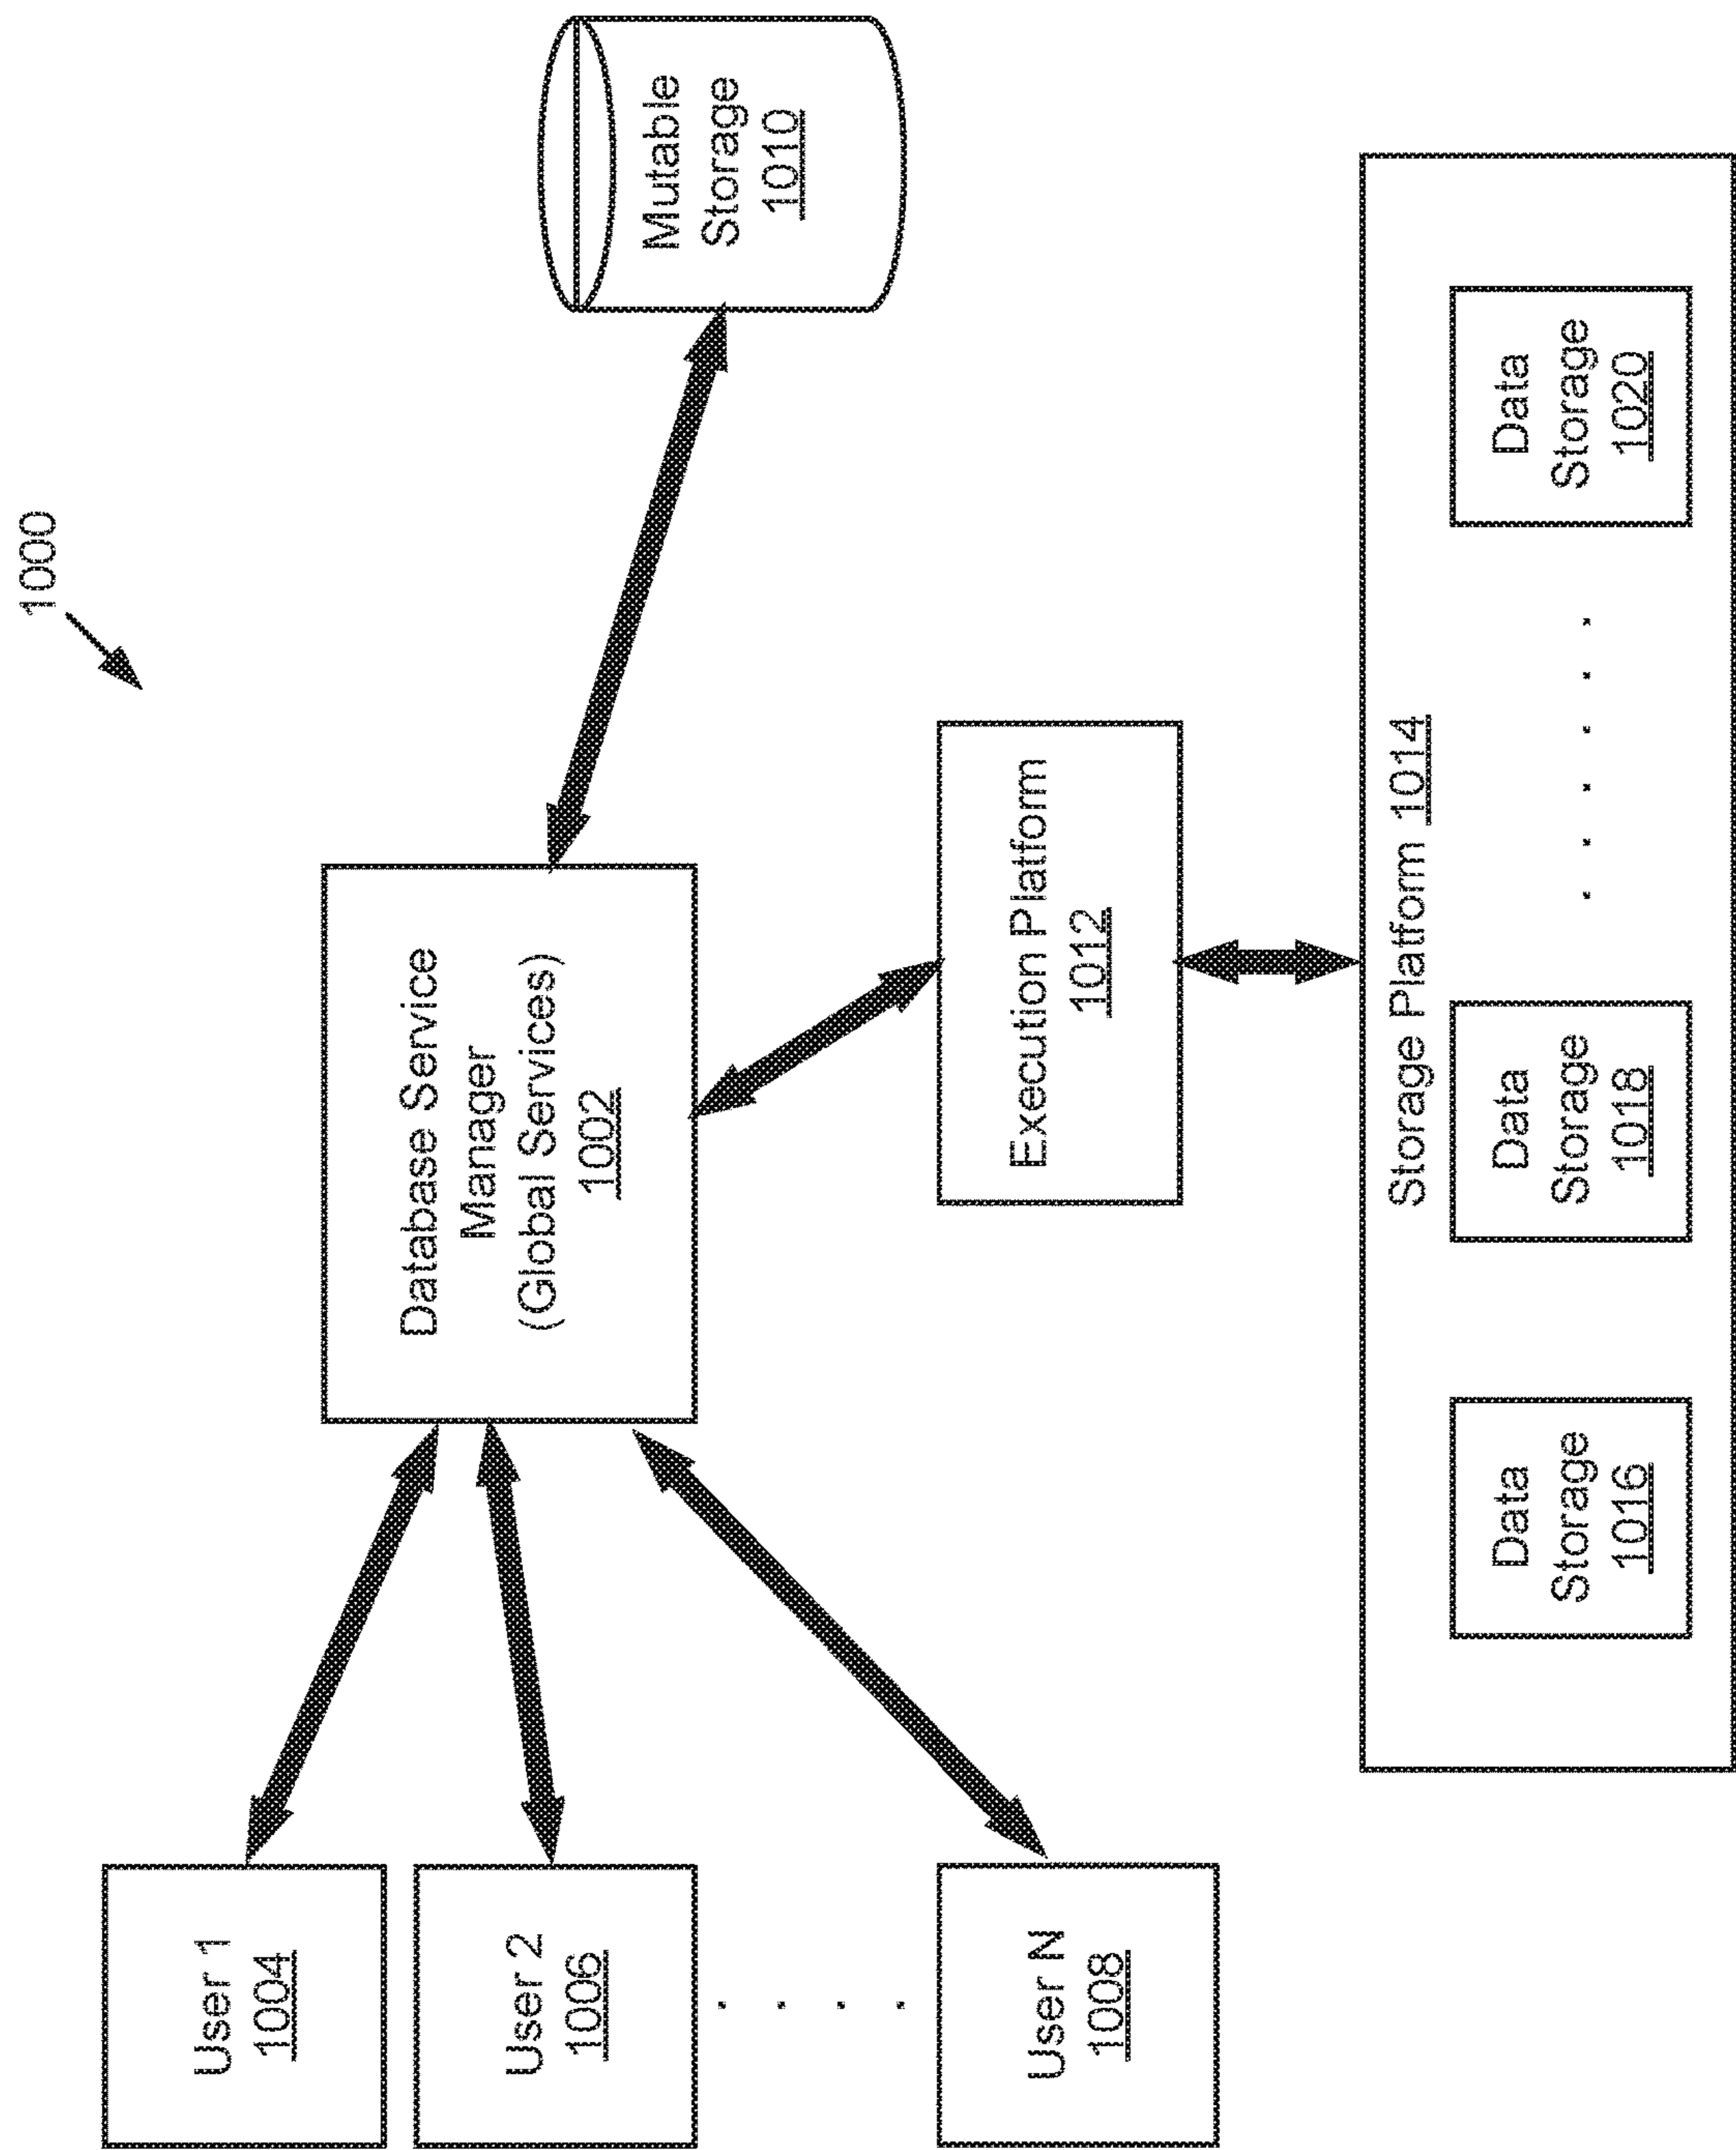 1000
User 1
1004
User 2
1006
. . . .
User N
1008
Database Service
Manager
(Global Services)
1002
Mutable
Storage
1010
Execution Platform
1012
Storage Platform 1014
Data
Storage
1016
Data
Storage
1018
. . . . . .
Data
Storage
1020